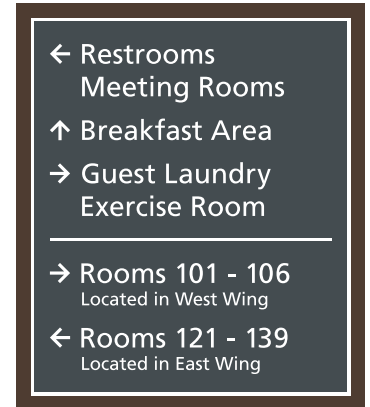 ← Restrooms
Meeting Rooms
↑ Breakfast Area
→ Guest Laundry
Exercise Room
→ Rooms 101 - 106
Located in West Wing
← Rooms 121 - 139
Located in East Wing